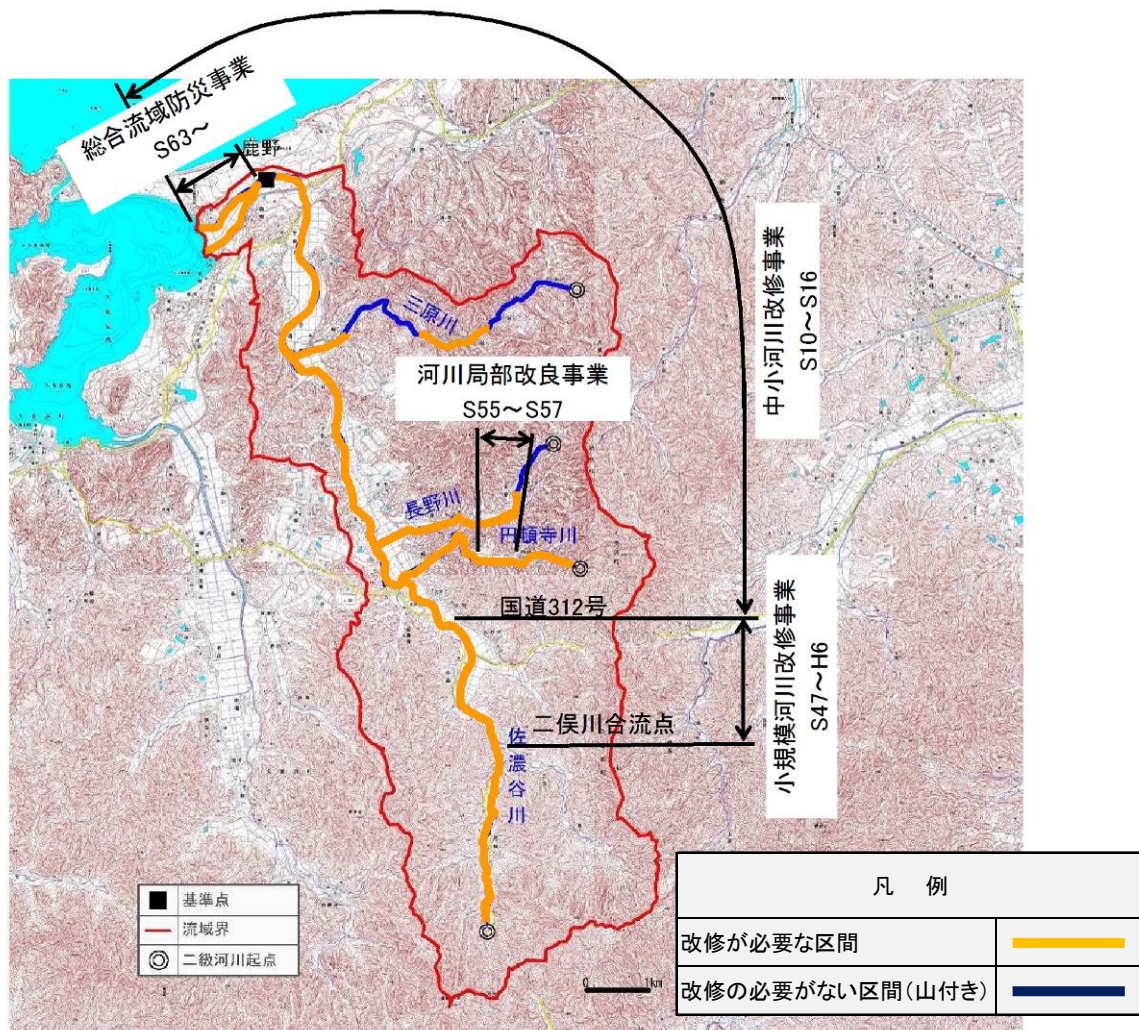 総合流域防災事業
S63～
鹿野
中小河川改修事業
S10～S16
三原川
河川局部改良事業
S55～S57
長野川
円頓寺川
国道312号
小規模河川改修事業
S47～H6
二俣川合流点
佐濃谷川
基準点
流域界
二級河川起点
0 1km
凡 例
改修が必要な区間
改修の必要がない区間(山付き)